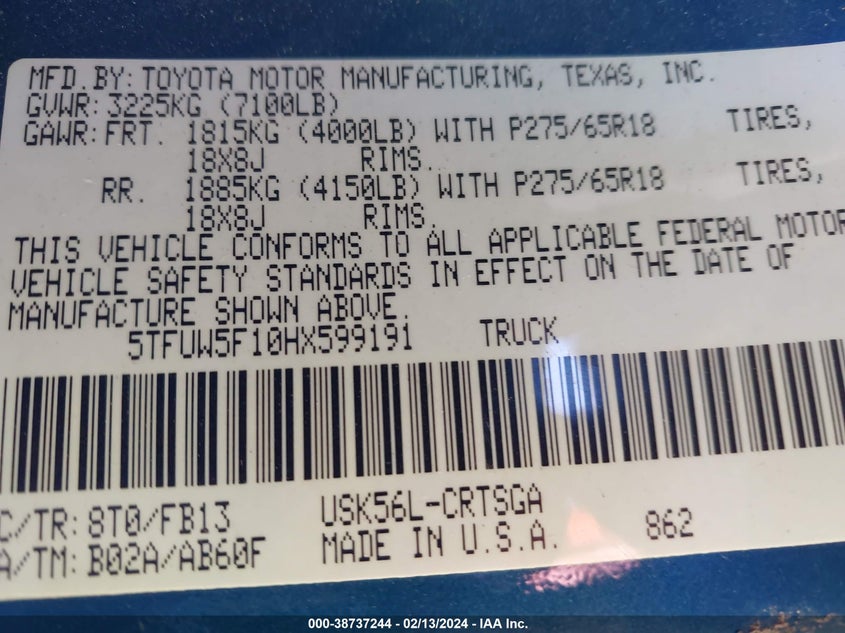 MFD. BY: TOYOTA MOTOR MANUFACTURING, TEXAS, INC.
GVWR: 3225KG (7100LB)
GAWR: FRT. 1815KG (4000LB) WITH P275/65R18 TIRES,
18X8J RIMS.
RR. 1885KG (4150LB) WITH P275/65R18 TIRES,
18X8J RIMS.
THIS VEHICLE CONFORMS TO ALL APPLICABLE FEDERAL MOTOR
VEHICLE SAFETY STANDARDS IN EFFECT ON THE DATE OF
MANUFACTURE SHOWN ABOVE.
5TFUW5F10HX599191 TRUCK
C/TR: 8T0/FB13 USK56L-CRTSGA
A/TM: B02A/AB60F MADE IN U.S.A. 862
000-38737244 - 02/13/2024 - IAA Inc.